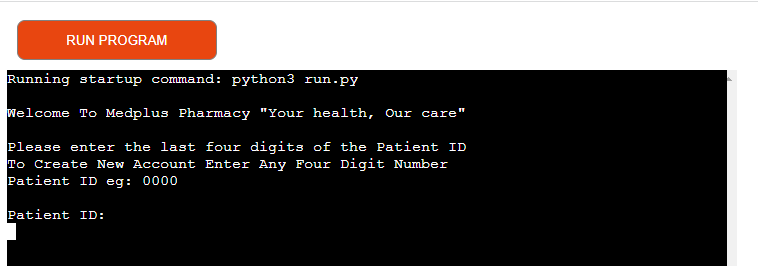 RUN PROGRAM
Running startup command: python3 run.py
Welcome To Medplus Pharmacy "Your health, Our care"
Please enter the last four digits of the Patient ID
To Create New Account Enter Any Four Digit Number
Patient ID eg: 0000
Patient ID: